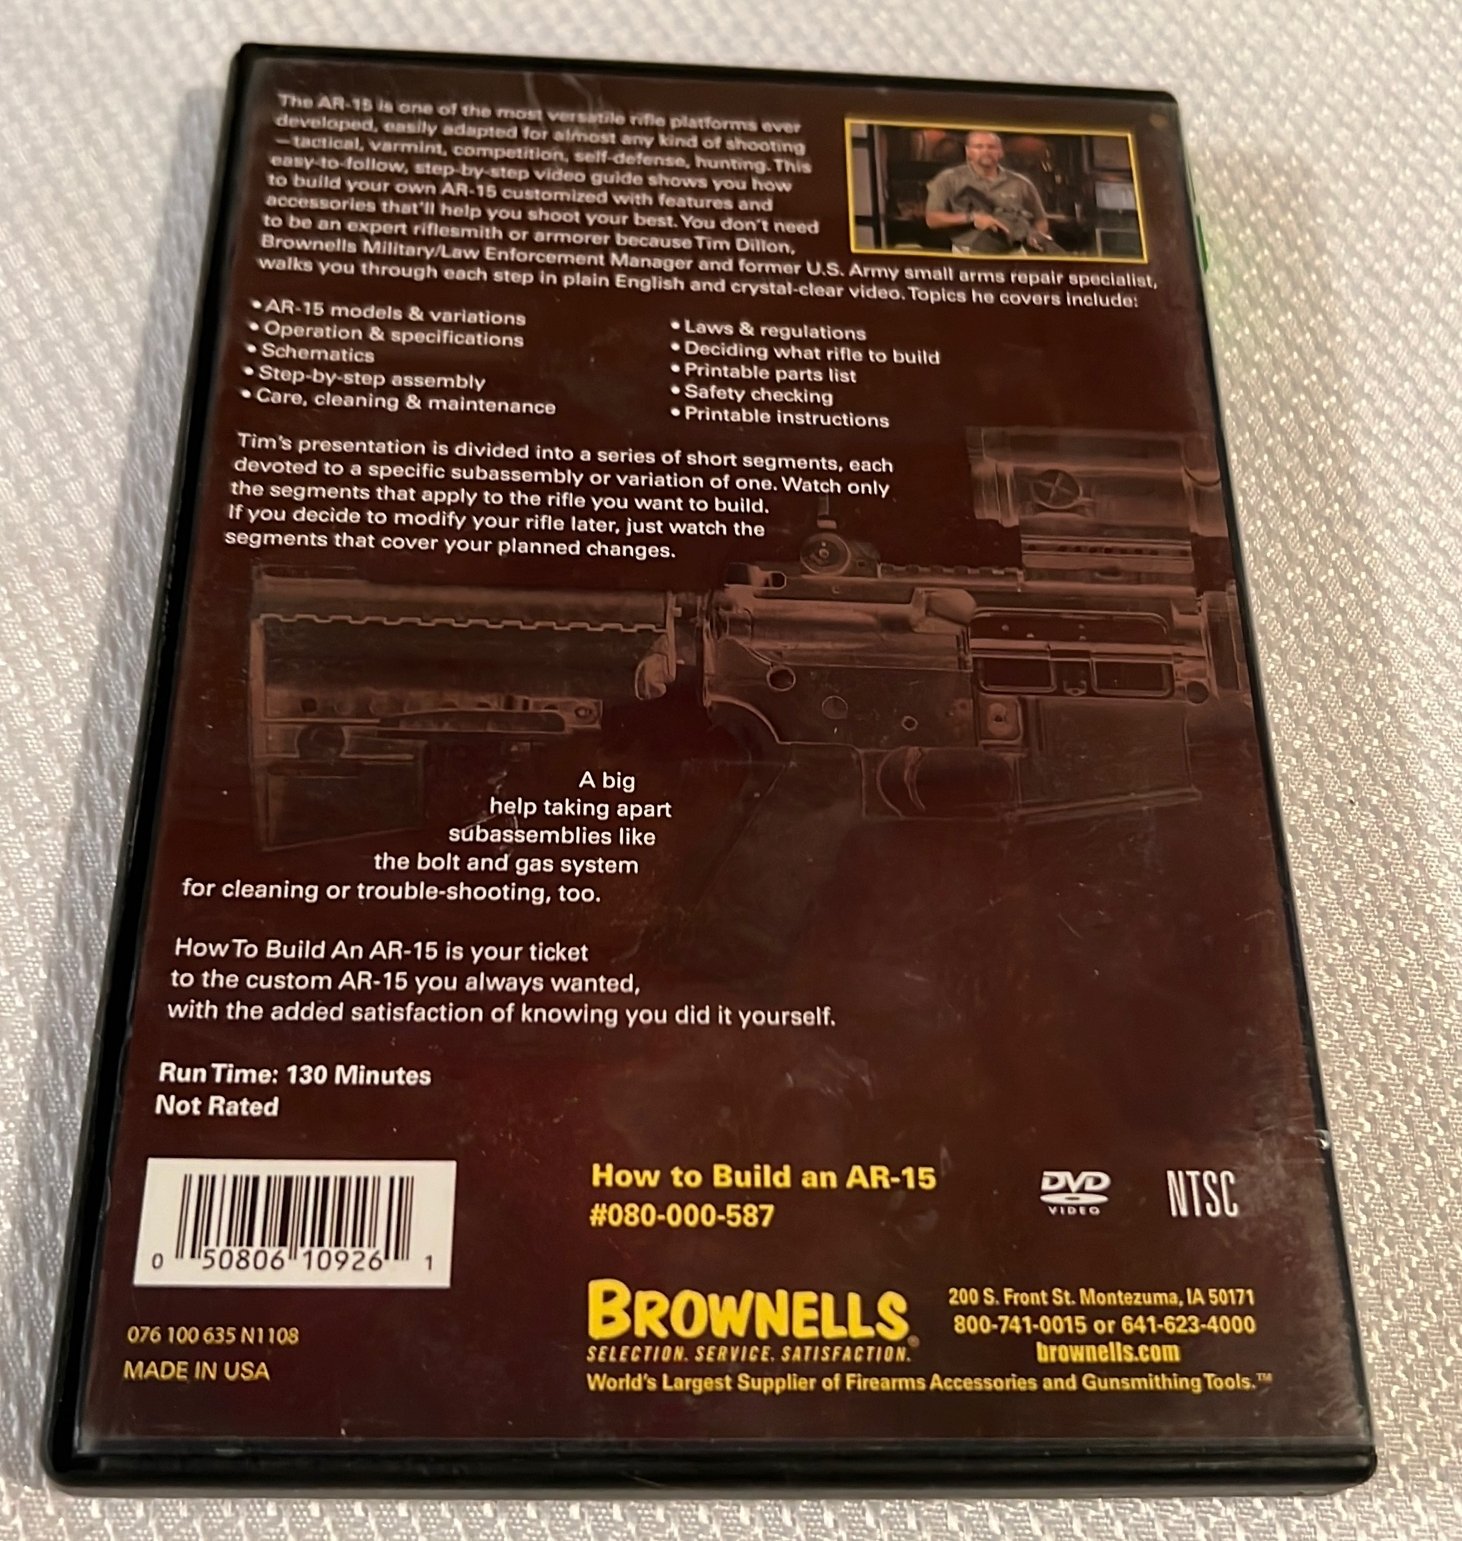 The AR-15 is one of the most versatile rifle platforms ever
developed, easily adapted for almost any kind of shooting
—tactical, varmint, competition, self-defense, hunting. This
easy-to-follow, step-by-step video guide shows you how
to build your own AR-15 customized with features and
accessories that'll help you shoot your best. You don't need
to be an expert riflesmith or armorer because Tim Dillon,
Brownells Military/Law Enforcement Manager and former U.S. Army small arms repair specialist,
walks you through each step in plain English and crystal-clear video. Topics he covers include:
• AR-15 models & variations
• Operation & specifications
• Schematics
• Step-by-step assembly
• Care, cleaning & maintenance
• Laws & regulations
• Deciding what rifle to build
• Printable parts list
• Safety checking
• Printable instructions
Tim's presentation is divided into a series of short segments, each
devoted to a specific subassembly or variation of one. Watch only
the segments that apply to the rifle you want to build.
If you decide to modify your rifle later, just watch the
segments that cover your planned changes.
A big
help taking apart
subassemblies like
the bolt and gas system
for cleaning or trouble-shooting, too.
How To Build An AR-15 is your ticket
to the custom AR-15 you always wanted,
with the added satisfaction of knowing you did it yourself.
Run Time: 130 Minutes
Not Rated
0 50806 10926 1
076 100 635 N1108
MADE IN USA
How to Build an AR-15
#080-000-587
DVD
VIDEO
NTSC
BROWNELLS®
SELECTION. SERVICE. SATISFACTION.
200 S. Front St. Montezuma, IA 50171
800-741-0015 or 641-623-4000
brownells.com
World's Largest Supplier of Firearms Accessories and Gunsmithing Tools.™